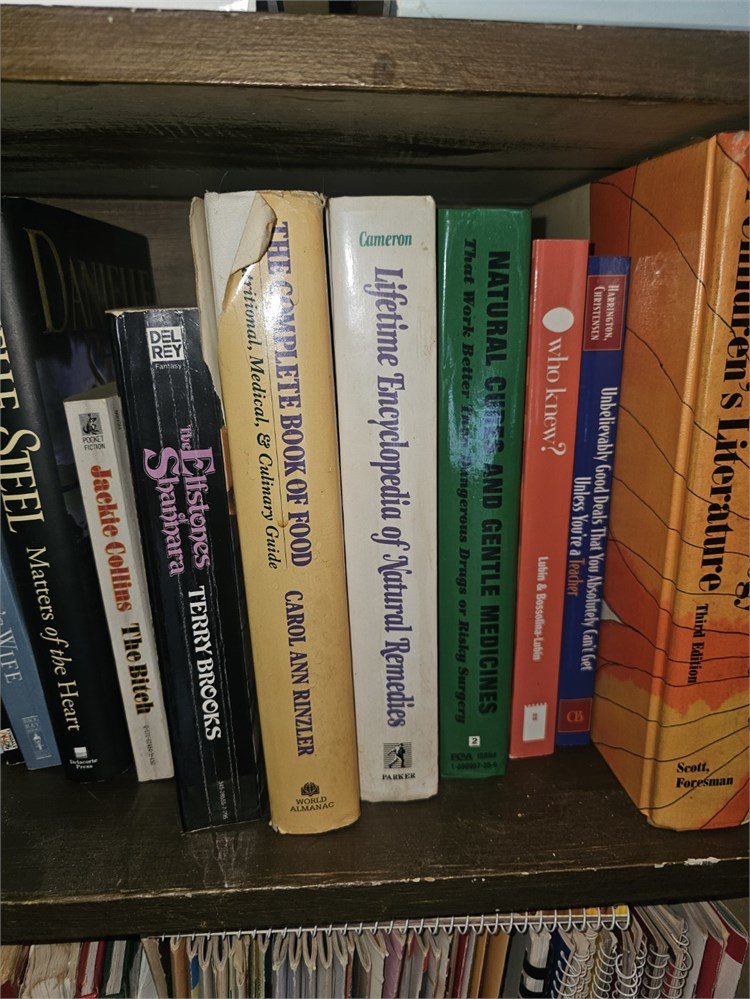 WIFE
DANIELLE
STEEL
Matters of the Heart
Delacorte
Press
POCKET
FICTION
Jackie Collins The Bitch
DEL
REY
Fantasy
The Elfstones
of Shannara
TERRY BROOKS
THE COMPLETE BOOK OF FOOD
tritional, Medical, & Culinary Guide
CAROL ANN RINZLER
WORLD
ALMANAC
Cameron
Lifetime Encyclopedia of Natural Remedies
PARKER
NATURAL CURES AND GENTLE MEDICINES
That Work Better Than Dangerous Drugs or Risky Surgery
2
who knew?
Lubin & Bossolina-Lubin
HARRINGTON,
CHRISTENSEN
Unbelievably Good Deals That You Absolutely Can't Get
Unless You're a Teacher
CB
Children's Literature
Third Edition
Scott,
Foresman